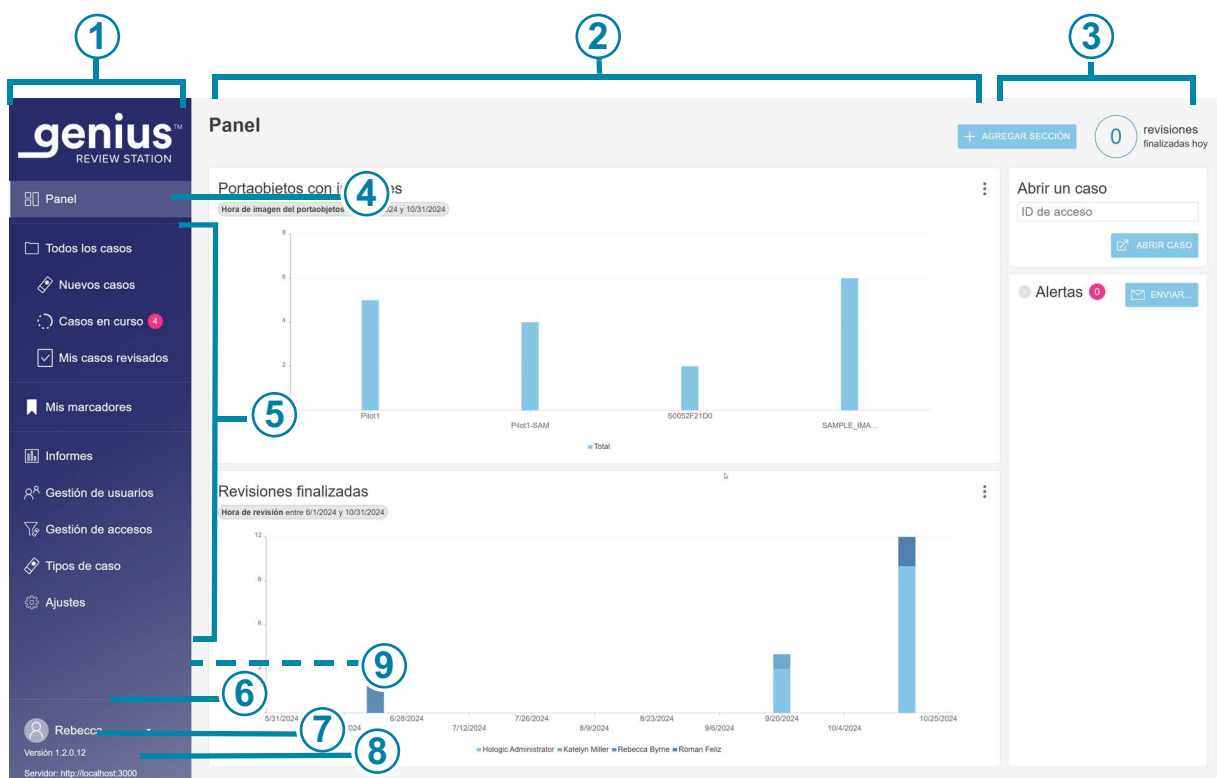 1
2
3
genius™
REVIEW STATION
Panel
Todos los casos
Nuevos casos
Casos en curso 4
Mis casos revisados
Mis marcadores
Informes
Gestión de usuarios
Gestión de accesos
Tipos de caso
Ajustes
Rebecca
Versión 1.2.0.12
Servidor: http://localhost:3000
4
5
6
7
8
9
Panel
+ AGREGAR SECCIÓN
0 revisiones
finalizadas hoy
Portaobjetos con
Hora de imagen del portaobjetos y 10/31/2024
8
6
4
2
Pilot1
Pilot1-SAM
S0052F21D0
SAMPLE_IMA...
Total
Revisiones finalizadas
Hora de revisión entre 6/1/2024 y 10/31/2024
12
9
6
3
5/31/2024
6/28/2024
7/12/2024
7/26/2024
8/9/2024
8/23/2024
9/6/2024
9/20/2024
10/4/2024
10/25/2024
Hologic Administrator Katelyn Miller Rebecca Byrne Roman Feliz
Abrir un caso
ID de acceso
ABRIR CASO
Alertas 0
ENVIAR...